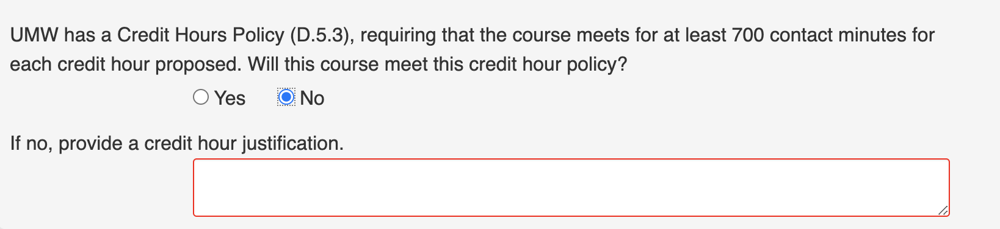 UMW has a Credit Hours Policy (D.5.3), requiring that the course meets for at least 700 contact minutes for
each credit hour proposed. Will this course meet this credit hour policy?
Yes No
If no, provide a credit hour justification.